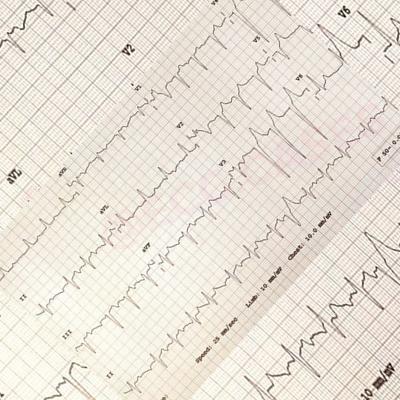 V6
V2
V1
V5
V6
V2
aVL
aVR
aVL
V3
aVF
II
III
II
Speed: 25 mm/sec
Limb: 10 mm/mV
Chest: 10.0 mm/mV
F 50~ 0.0
10 mm/mV